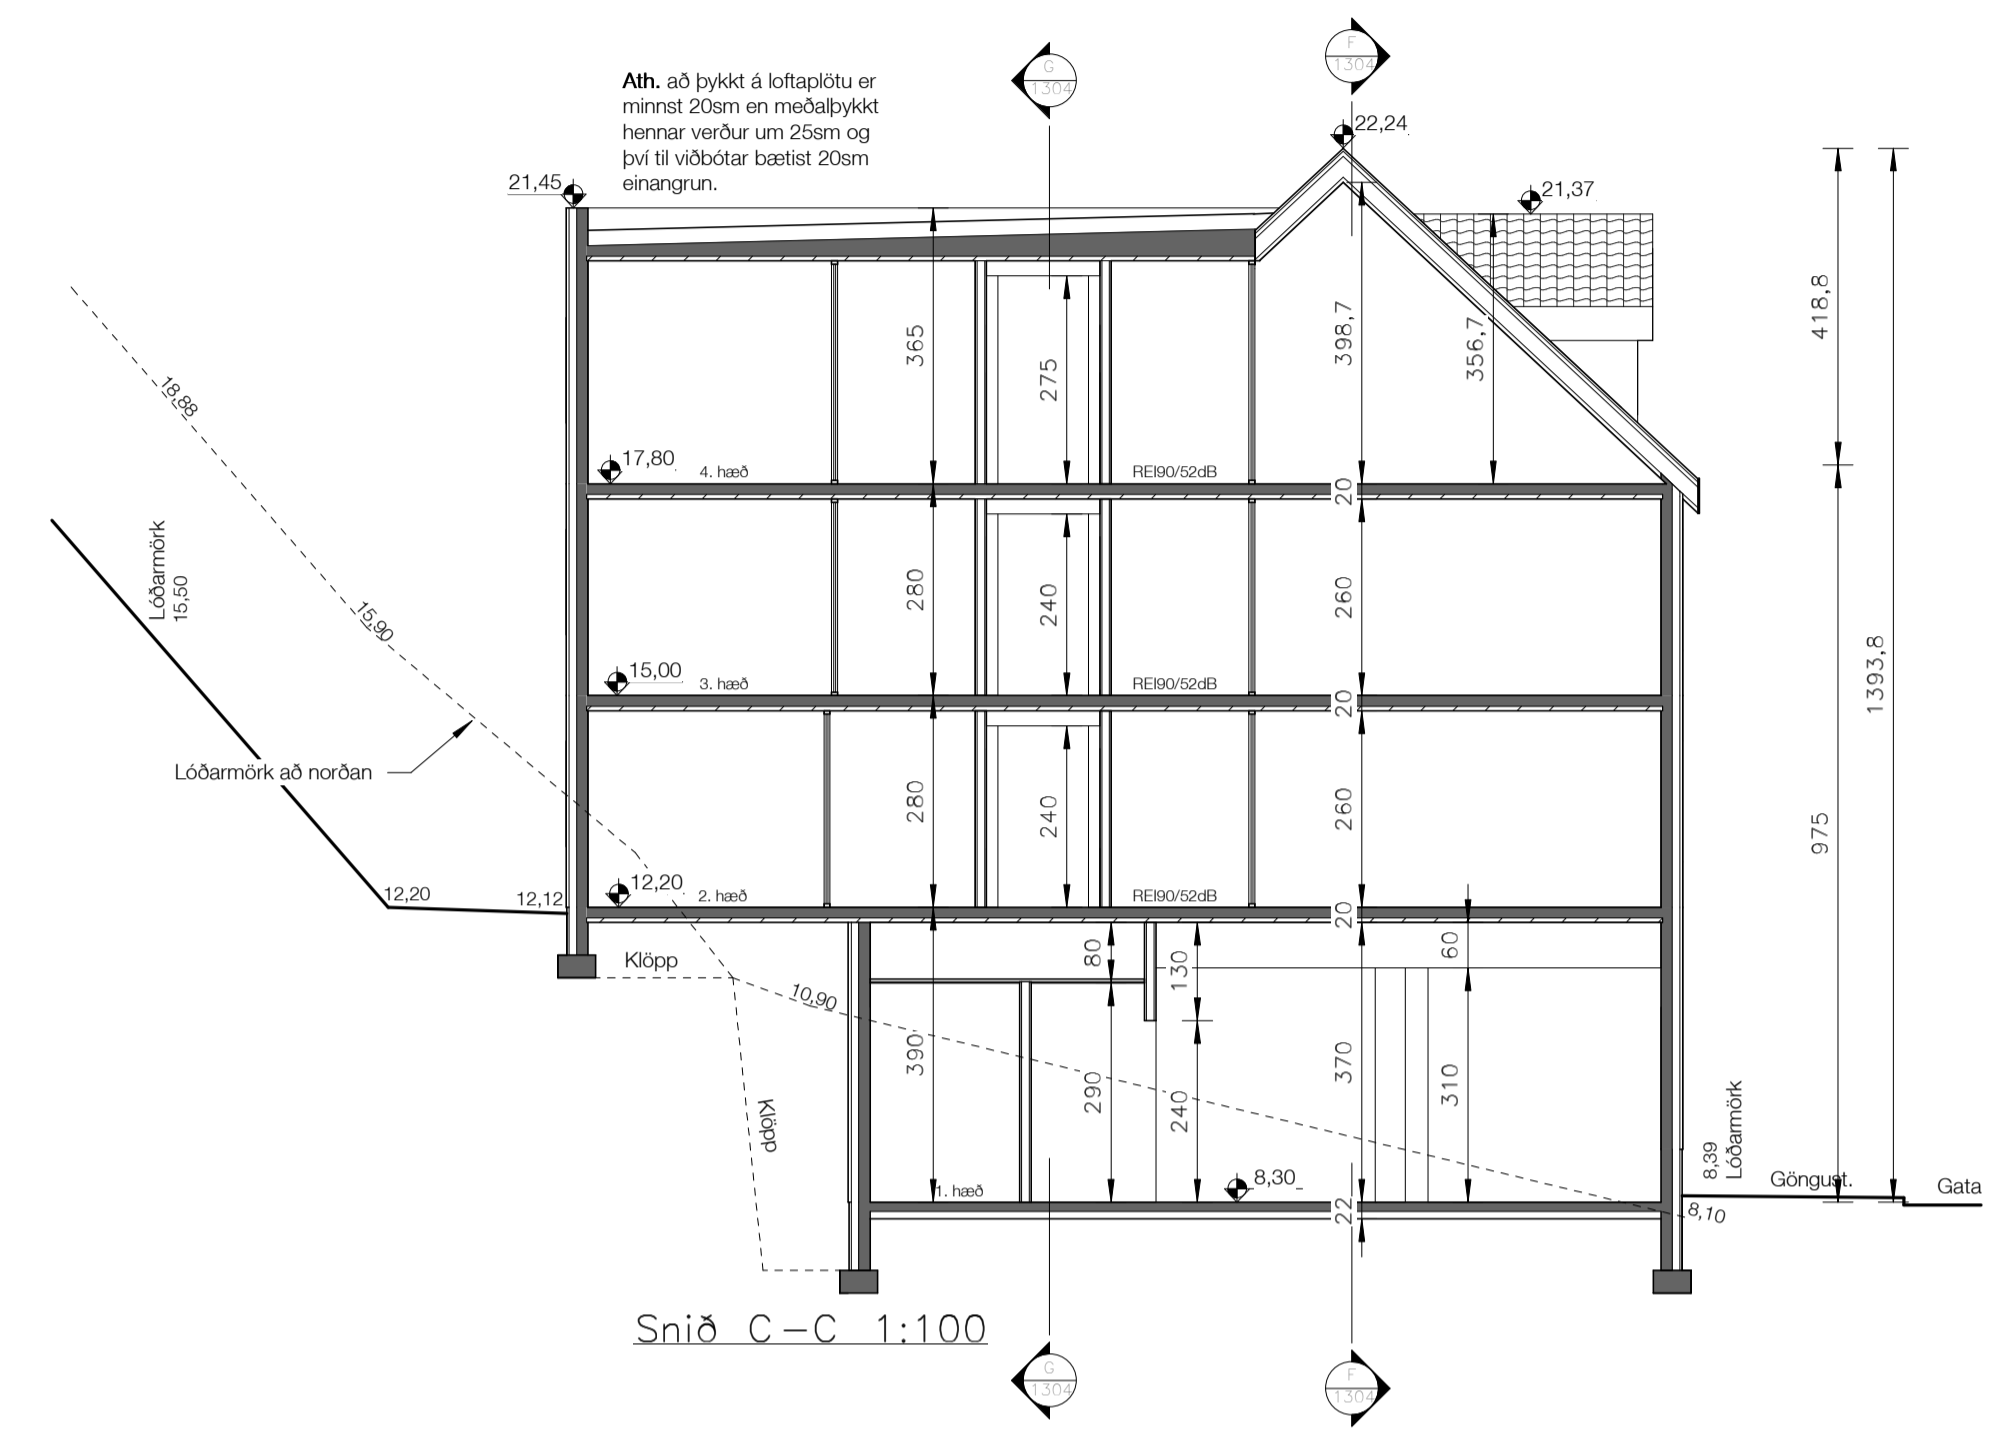 G
1304
F
1304
Ath. að þykkt á loftaplötu er
minnst 20sm en meðalþykkt
hennar verður um 25sm og
því til viðbótar bætist 20sm
einangrun.
22,24
21,45
21,37
365
275
398,7
356,7
418,8
18,88
17,80
4. hæð
REI90/52dB
20
Lóðarmörk
15,50
15,90
280
240
260
15,00
3. hæð
REI90/52dB
20
1393,8
Lóðarmörk að norðan
280
240
260
975
12,20
12,12
12,20
2. hæð
REI90/52dB
20
Klöpp
80
130
60
10,90
390
290
240
370
310
Klöpp
8,39
Lóðarmörk
1. hæð
8,30
22
Göngust.
Gata
8,10
Snið C-C 1:100
G
1304
F
1304